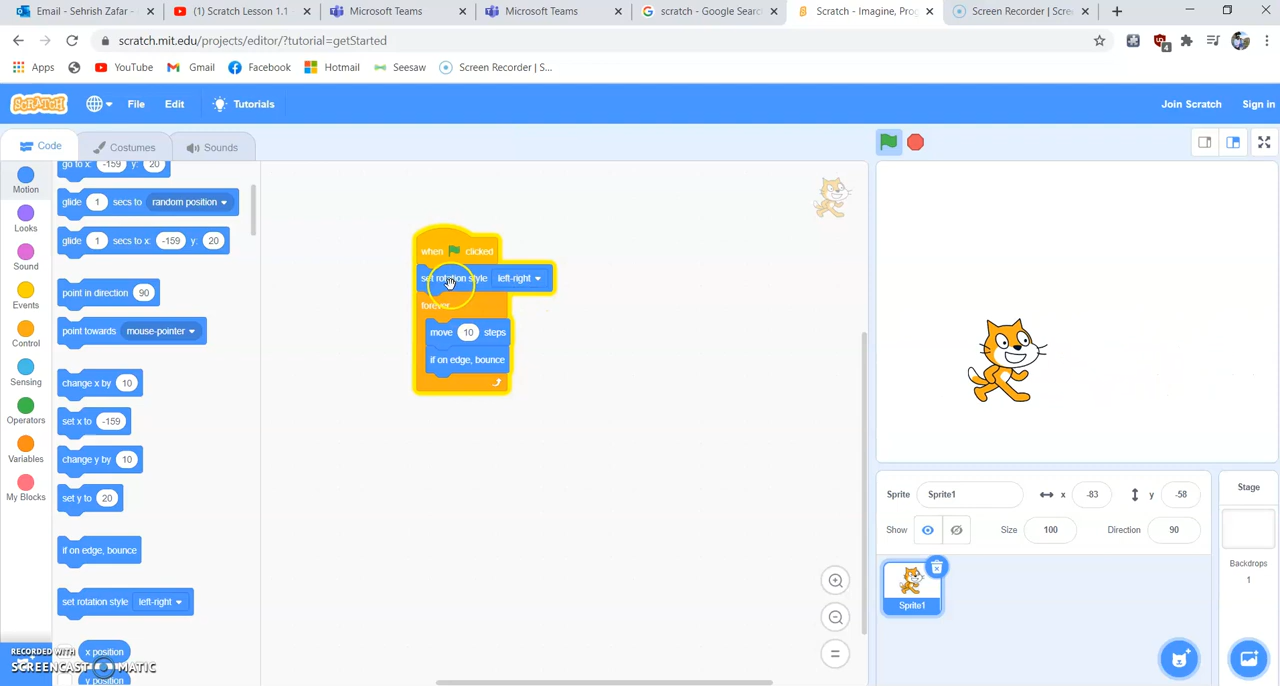 Email - Sehrish Zafar -
(1) Scratch Lesson 1.1
Microsoft Teams
Microsoft Teams
scratch - Google Searc
Scratch - Imagine, Prog
Screen Recorder | Scre
scratch.mit.edu/projects/editor/?tutorial=getStarted
4
Apps
YouTube
Gmail
Facebook
Hotmail
Seesaw
Screen Recorder | S...
SCRATCH
File
Edit
Tutorials
Join Scratch
Sign in
Code
Costumes
Sounds
Motion
Looks
Sound
Events
Control
Sensing
Operators
Variables
My Blocks
go to x: -159 y: 20
glide 1 secs to random position
glide 1 secs to x: -159 y: 20
point in direction 90
point towards mouse-pointer
change x by 10
set x to -159
change y by 10
set y to 20
if on edge, bounce
set rotation style left-right
x position
y position
when clicked
set rotation style left-right
forever
move 10 steps
if on edge, bounce
Sprite Sprite1 x -83 y -58
Show Size 100 Direction 90
Sprite1
Stage
Backdrops
1
RECORDED WITH
SCREENCAST MATIC